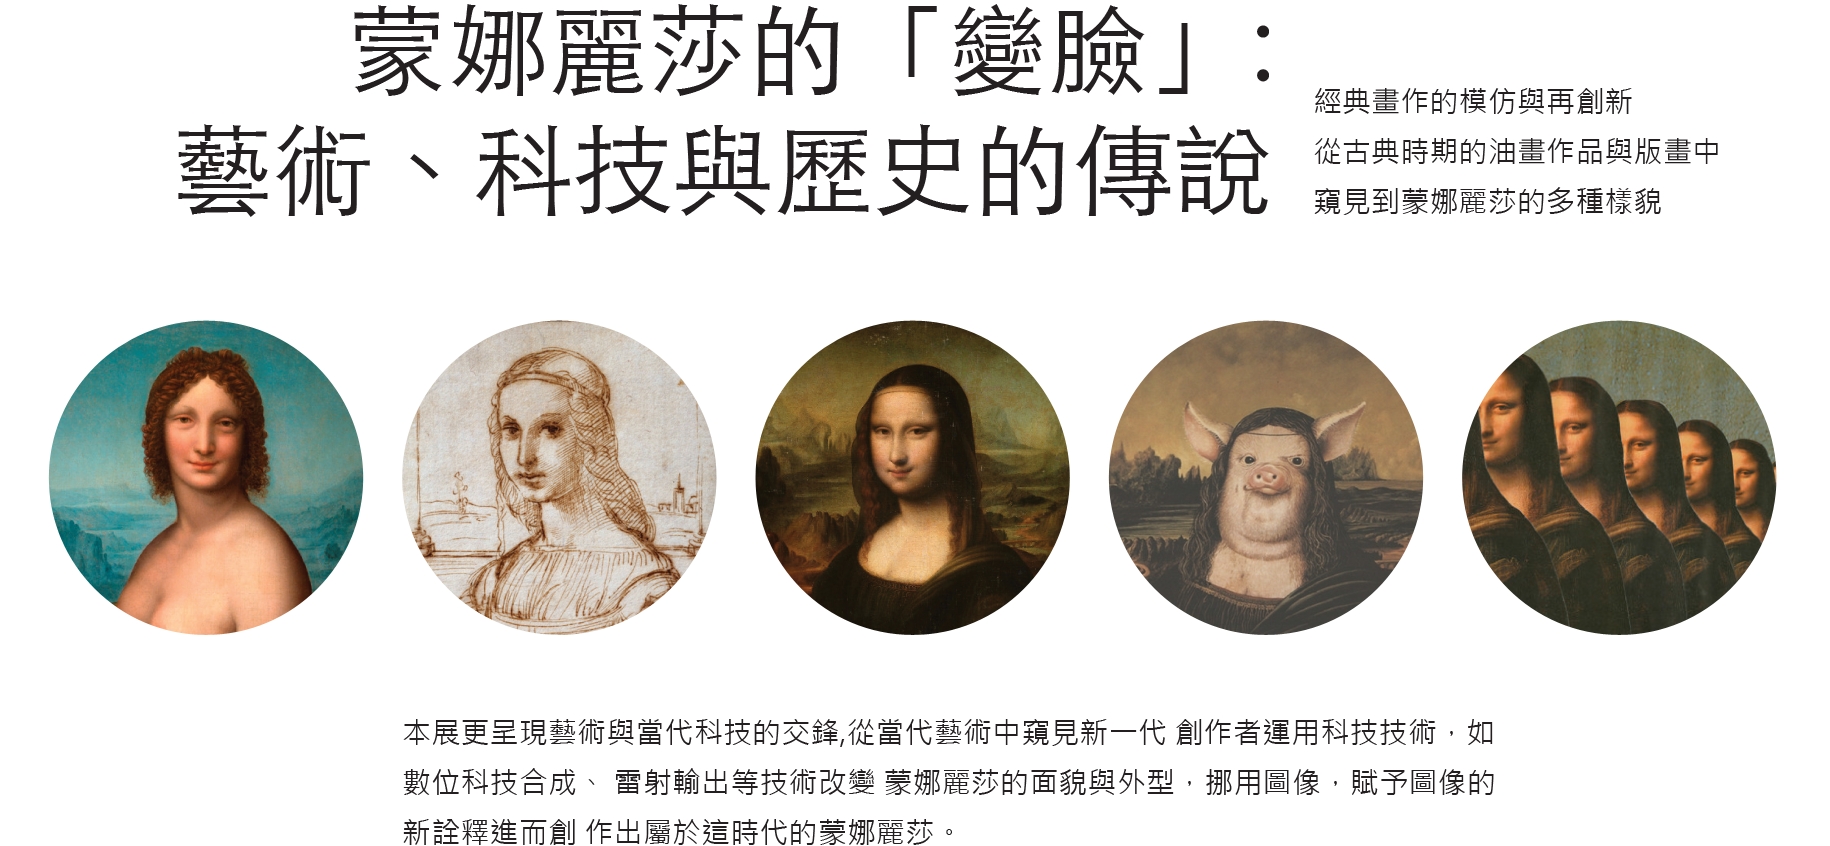 蒙娜麗莎的「變臉」:
藝術、科技與歷史的傳說
經典畫作的模仿與再創新
從古典時期的油畫作品與版畫中
窺見到蒙娜麗莎的多種樣貌
本展更呈現藝術與當代科技的交鋒,從當代藝術中窺見新一代 創作者運用科技技術，如
數位科技合成、 雷射輸出等技術改變 蒙娜麗莎的面貌與外型，挪用圖像，賦予圖像的
新詮釋進而創 作出屬於這時代的蒙娜麗莎。